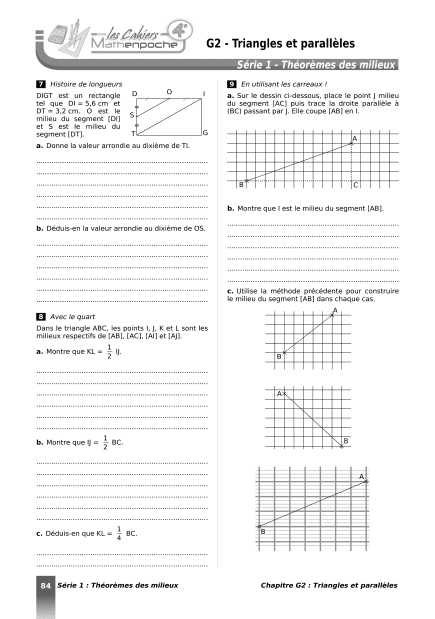 les Cahiers
Mathenpoche
4e
G2 - Triangles et parallèles
Série 1 - Théorèmes des milieux
7 Histoire de longueurs
DIGT est un rectangle
tel que DI = 5,6 cm et
DT = 3,2 cm. O est le
milieu du segment [DI]
et S est le milieu du
segment [DT].
D O I
S
T G
a. Donne la valeur arrondie au dixième de TI.
b. Déduis-en la valeur arrondie au dixième de OS.
8 Avec le quart
Dans le triangle ABC, les points I, J, K et L sont les
milieux respectifs de [AB], [AC], [AI] et [AJ].
a. Montre que KL = 1/2 IJ.
b. Montre que IJ = 1/2 BC.
c. Déduis-en que KL = 1/4 BC.
9 En utilisant les carreaux !
a. Sur le dessin ci-dessous, place le point J milieu
du segment [AC] puis trace la droite parallèle à
(BC) passant par J. Elle coupe [AB] en I.
A
B C
b. Montre que I est le milieu du segment [AB].
c. Utilise la méthode précédente pour construire
le milieu du segment [AB] dans chaque cas.
A
B
A
B
A
B
84 Série 1 : Théorèmes des milieux
Chapitre G2 : Triangles et parallèles